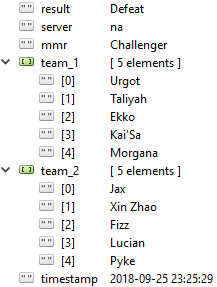 result Defeat
server na
mmr Challenger
team_1 [ 5 elements ]
[0] Urgot
[1] Taliyah
[2] Ekko
[3] Kai'Sa
[4] Morgana
team_2 [ 5 elements ]
[0] Jax
[1] Xin Zhao
[2] Fizz
[3] Lucian
[4] Pyke
timestamp 2018-09-25 23:25:29